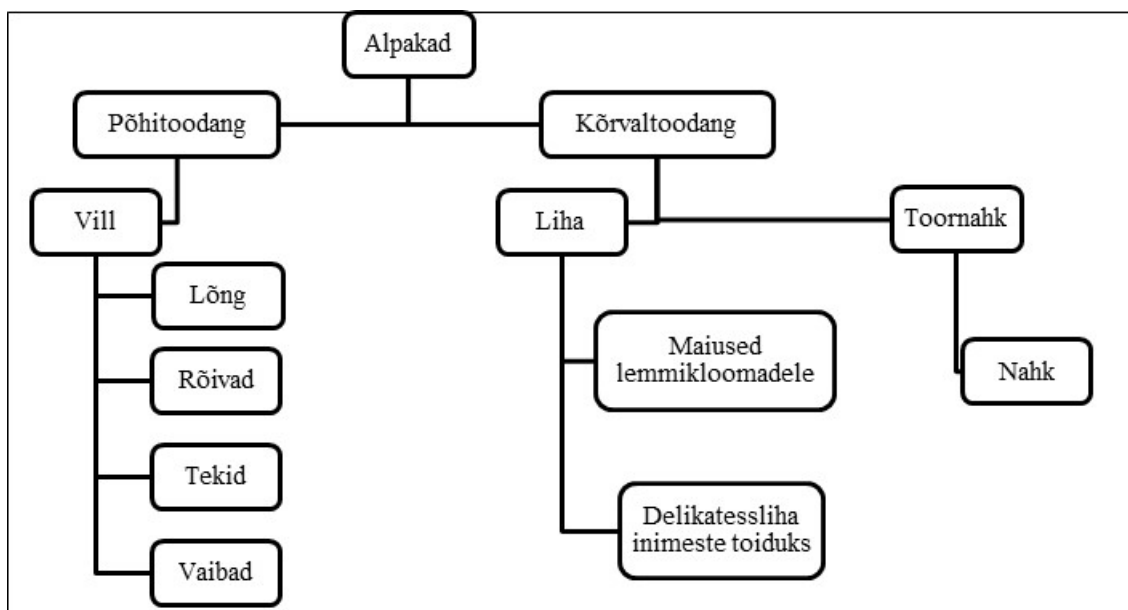 Alpakad
Põhitoodang
Kõrvaltoodang
Vill
Liha
Toornahk
Lõng
Rõivad
Tekid
Vaibad
Maiused
lemmikloomadele
Delikatessliha
inimeste toiduks
Nahk